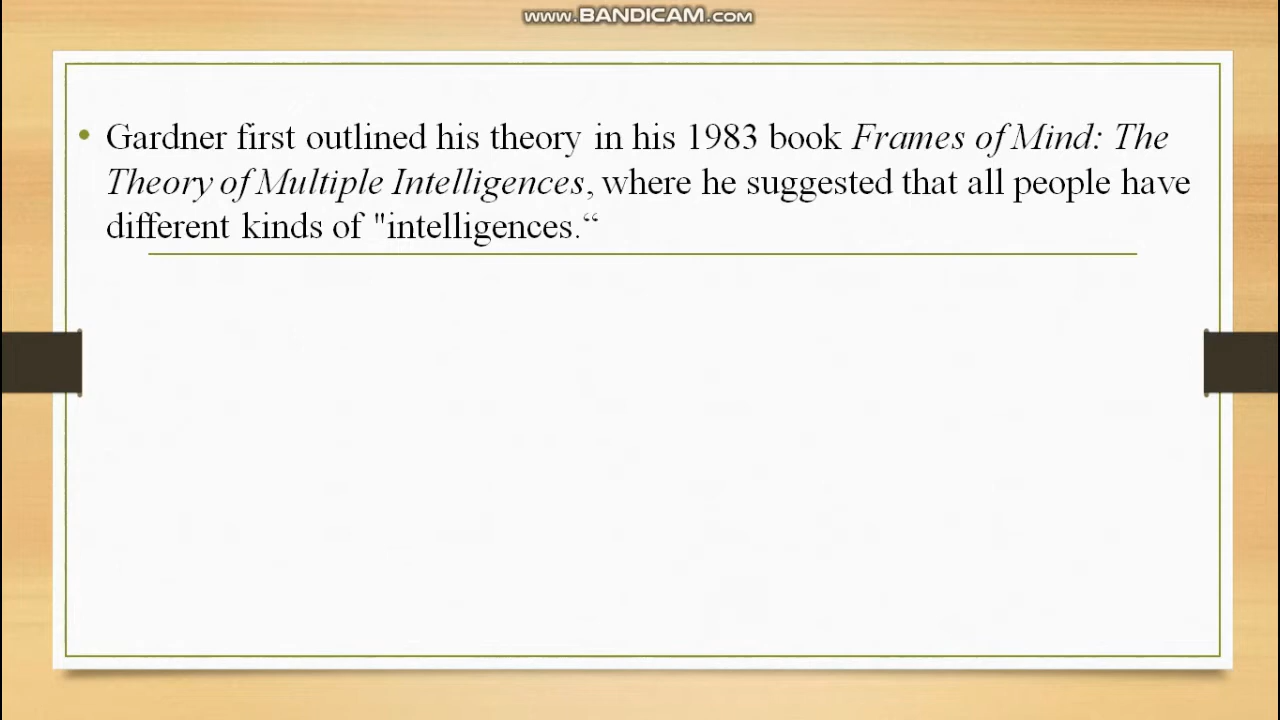 www.BANDICAM.com
Gardner first outlined his theory in his 1983 book Frames of Mind: The
Theory of Multiple Intelligences, where he suggested that all people have
different kinds of "intelligences.“